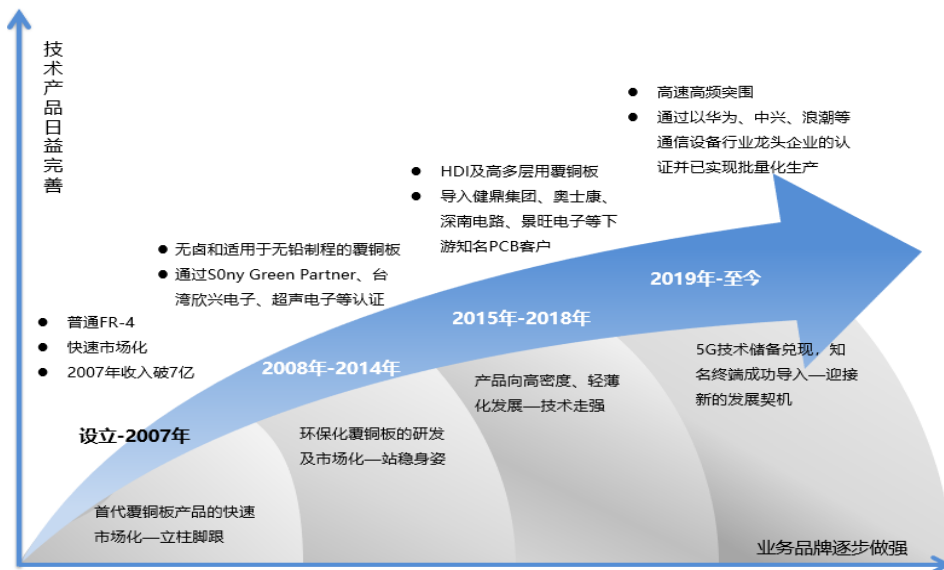 技术产品日益完善
● 普通FR-4
● 快速市场化
● 2007年收入破7亿
设立-2007年
首代覆铜板产品的快速
市场化—立柱脚跟
● 无卤和适用于无铅制程的覆铜板
● 通过S0ny Green Partner、台
湾欣兴电子、超声电子等认证
2008年-2014年
环保化覆铜板的研发
及市场化—站稳身姿
● HDI及高多层用覆铜板
● 导入健鼎集团、奥士康、
深南电路、景旺电子等下
游知名PCB客户
2015年-2018年
产品向高密度、轻薄
化发展—技术走强
● 高速高频突围
● 通过以华为、中兴、浪潮等
通信设备行业龙头企业的认
证并已实现批量化生产
2019年-至今
5G技术储备兑现，知
名终端成功导入—迎接
新的发展契机
业务品牌逐步做强